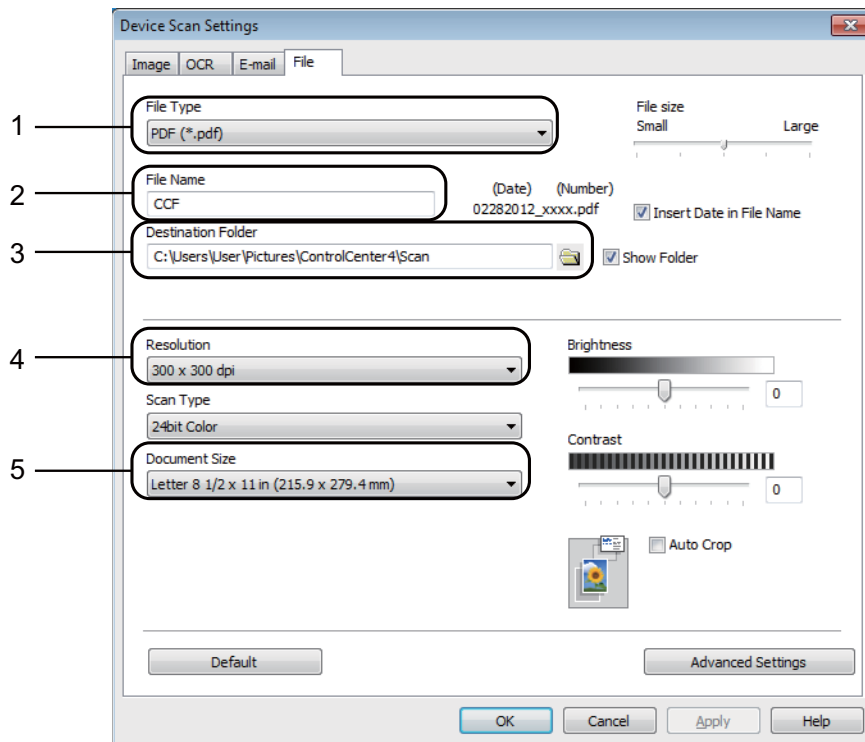 Device Scan Settings
Image OCR E-mail File
1
File Type
PDF (*.pdf)
File size
Small Large
2
File Name
CCF
(Date) (Number)
02282012_xxxx.pdf
Insert Date in File Name
3
Destination Folder
C:\Users\User\Pictures\ControlCenter4\Scan
Show Folder
4
Resolution
300 x 300 dpi
Brightness
0
Scan Type
24bit Color
Contrast
0
5
Document Size
Letter 8 1/2 x 11 in (215.9 x 279.4 mm)
Auto Crop
Default
Advanced Settings
OK Cancel Apply Help